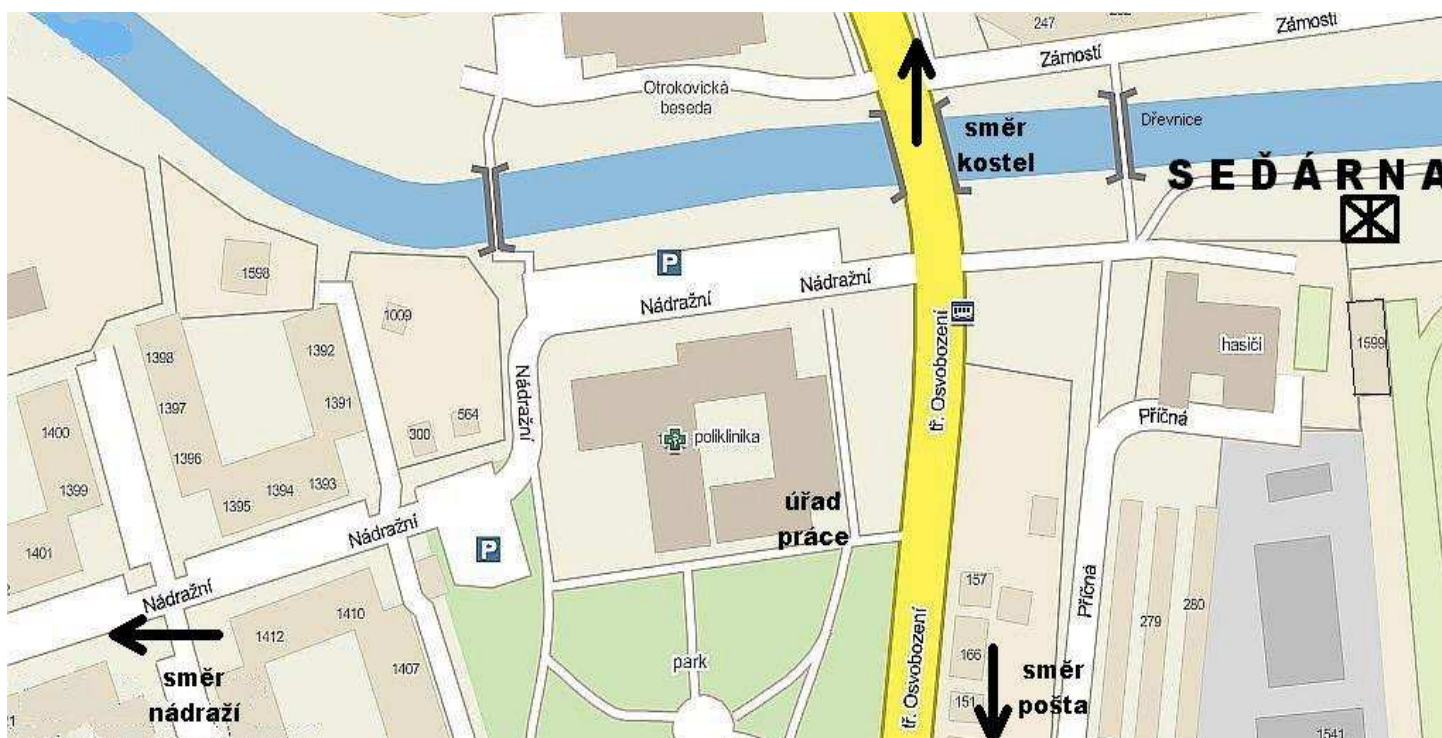 247
Zámostí
Zámostí
Otrokovická
beseda
směr
kostel
Dřevnice
SEĎÁRNA
P
1598
Nádražní
Nádražní
1009
1398
1392
hasiči
1599
1397
1391
Nádražní
tř. Osvobození
564
300
poliklinika
Příčná
1400
1396
1399
1395
1394
1393
úřad
práce
1401
Nádražní
P
Nádražní
157
Příčná
279
280
1412
1410
1407
směr
nádraží
park
tř. Osvobození
166
151
směr
pošta
1541